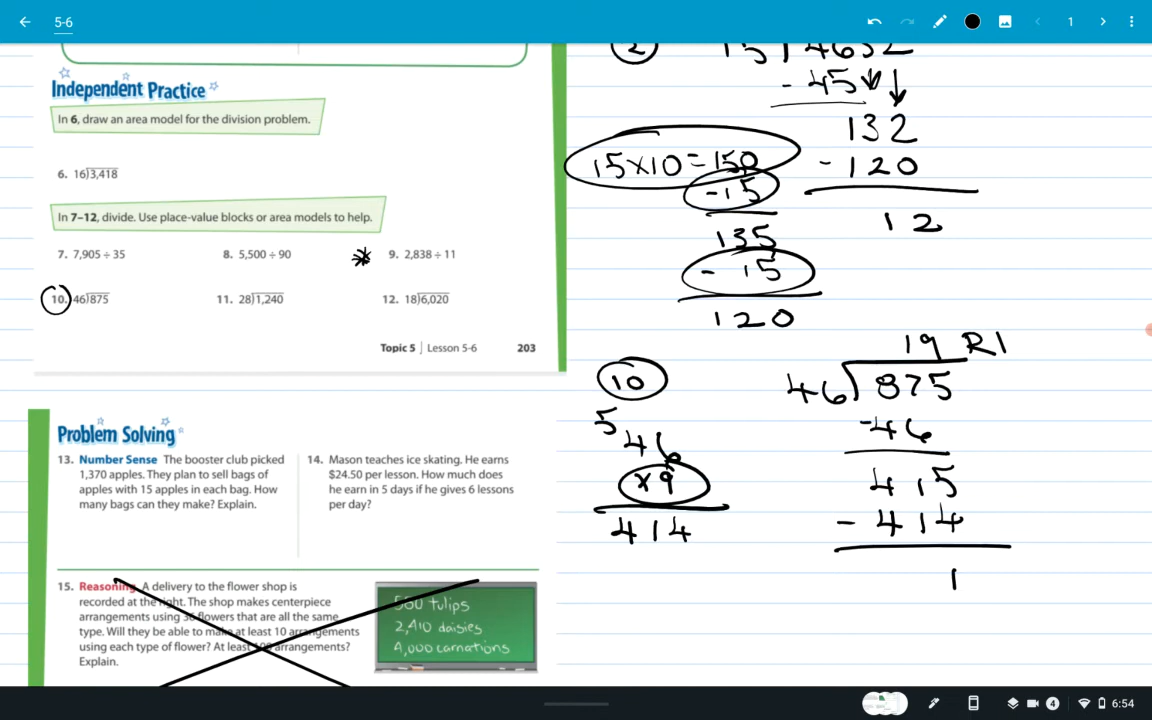 5-6
1
Independent Practice
In 6, draw an area model for the division problem.
6. 16)3,418
In 7–12, divide. Use place-value blocks or area models to help.
7. 7,905 ÷ 35
8. 5,500 ÷ 90
* 9. 2,838 ÷ 11
10. 46)875
11. 28)1,240
12. 18)6,020
Topic 5 | Lesson 5-6 203
Problem Solving
13. Number Sense The booster club picked
1,370 apples. They plan to sell bags of
apples with 15 apples in each bag. How
many bags can they make? Explain.
14. Mason teaches ice skating. He earns
$24.50 per lesson. How much does
he earn in 5 days if he gives 6 lessons
per day?
15. Reasoning A delivery to the flower shop is
recorded at the right. The shop makes centerpiece
arrangements using 36 flowers that are all the same
type. Will they be able to make at least 10 arrangements
using each type of flower? At least 100 arrangements?
Explain.
560 tulips
2,410 daisies
4,000 carnations
2
15)4632
- 45
132
- 120
12
15×10=150
-15
135
- 15
120
10
5
46
×9
414
19 R1
46)875
-46
415
- 414
1
4
6:54